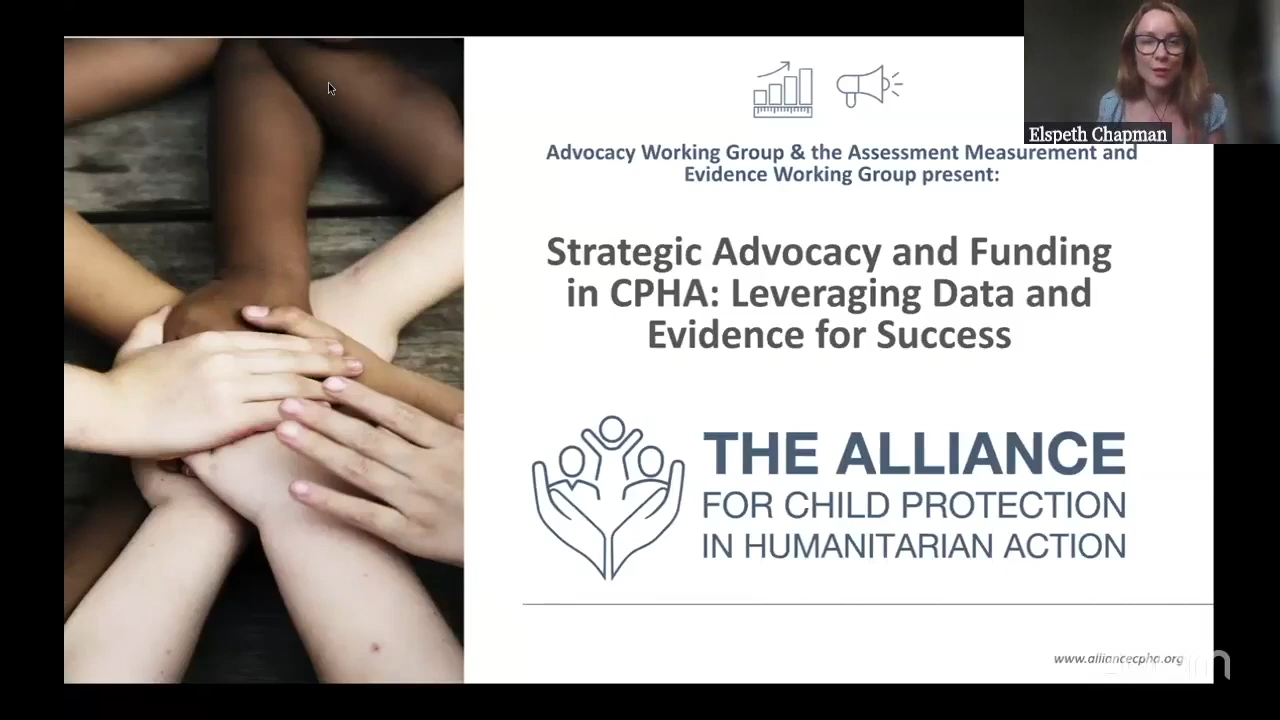 Elspeth Chapman
Advocacy Working Group & the Assessment Measurement and
Evidence Working Group present:
Strategic Advocacy and Funding
in CPHA: Leveraging Data and
Evidence for Success
THE ALLIANCE
FOR CHILD PROTECTION
IN HUMANITARIAN ACTION
www.alliancecpha.org